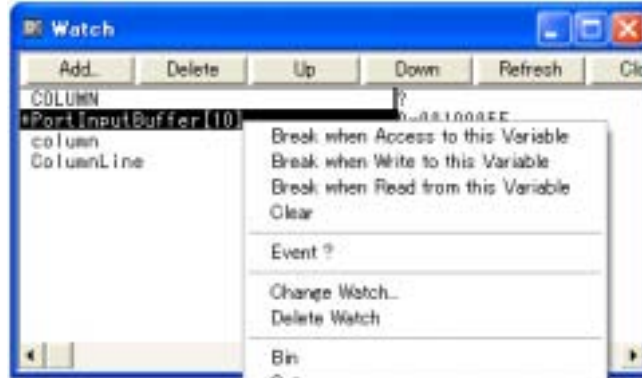 Watch
Add... Delete Up Down Refresh Clo
COLUMN ?
+PortInputBuffer[10]
column
ColumnLine
Break when Access to this Variable
Break when Write to this Variable
Break when Read from this Variable
Clear
Event ?
Change Watch...
Delete Watch
Bin